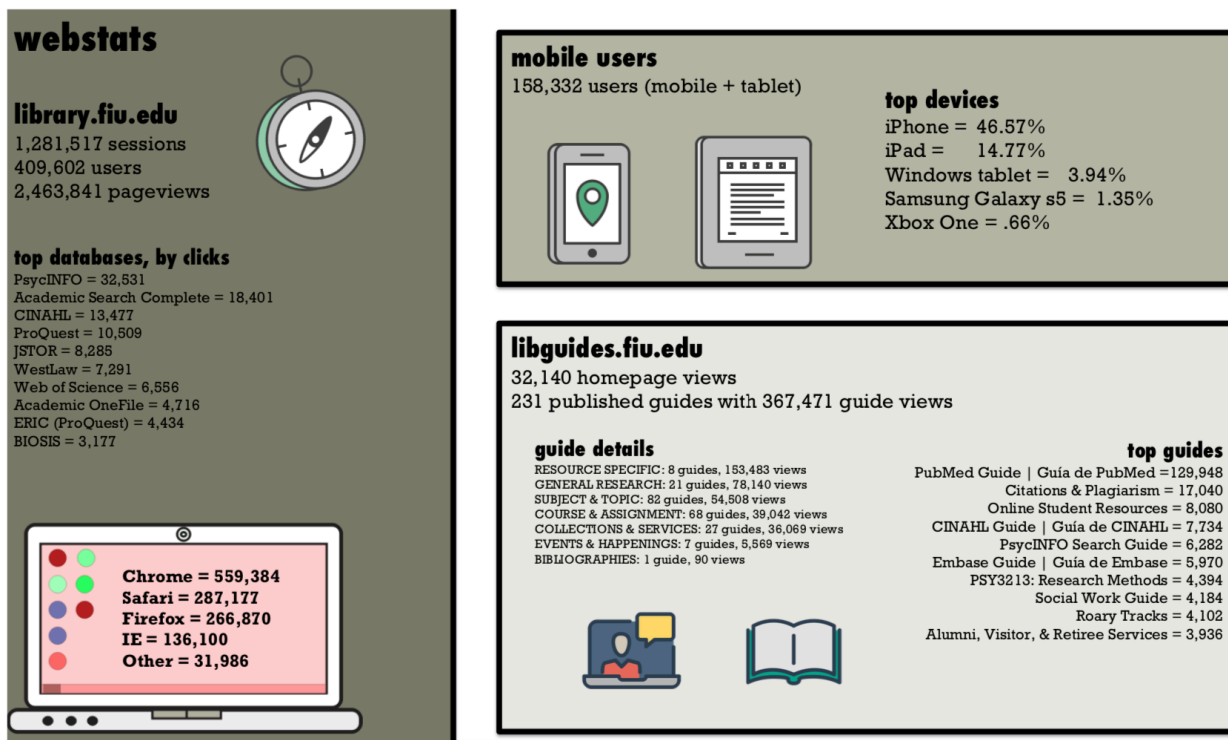 webstats
library.fiu.edu
1,281,517 sessions
409,602 users
2,463,841 pageviews
top databases, by clicks
PsycINFO = 32,531
Academic Search Complete = 18,401
CINAHL = 13,477
ProQuest = 10,509
JSTOR = 8,285
WestLaw = 7,291
Web of Science = 6,556
Academic OneFile = 4,716
ERIC (ProQuest) = 4,434
BIOSIS = 3,177
Chrome = 559,384
Safari = 287,177
Firefox = 266,870
IE = 136,100
Other = 31,986
mobile users
158,332 users (mobile + tablet)
top devices
iPhone = 46.57%
iPad = 14.77%
Windows tablet = 3.94%
Samsung Galaxy s5 = 1.35%
Xbox One = .66%
libguides.fiu.edu
32,140 homepage views
231 published guides with 367,471 guide views
guide details
RESOURCE SPECIFIC: 8 guides, 153,483 views
GENERAL RESEARCH: 21 guides, 78,140 views
SUBJECT & TOPIC: 82 guides, 54,508 views
COURSE & ASSIGNMENT: 68 guides, 39,042 views
COLLECTIONS & SERVICES: 27 guides, 36,069 views
EVENTS & HAPPENINGS: 7 guides, 5,569 views
BIBLIOGRAPHIES: 1 guide, 90 views
top guides
PubMed Guide | Guía de PubMed =129,948
Citations & Plagiarism = 17,040
Online Student Resources = 8,080
CINAHL Guide | Guía de CINAHL = 7,734
PsycINFO Search Guide = 6,282
Embase Guide | Guía de Embase = 5,970
PSY3213: Research Methods = 4,394
Social Work Guide = 4,184
Roary Tracks = 4,102
Alumni, Visitor, & Retiree Services = 3,936